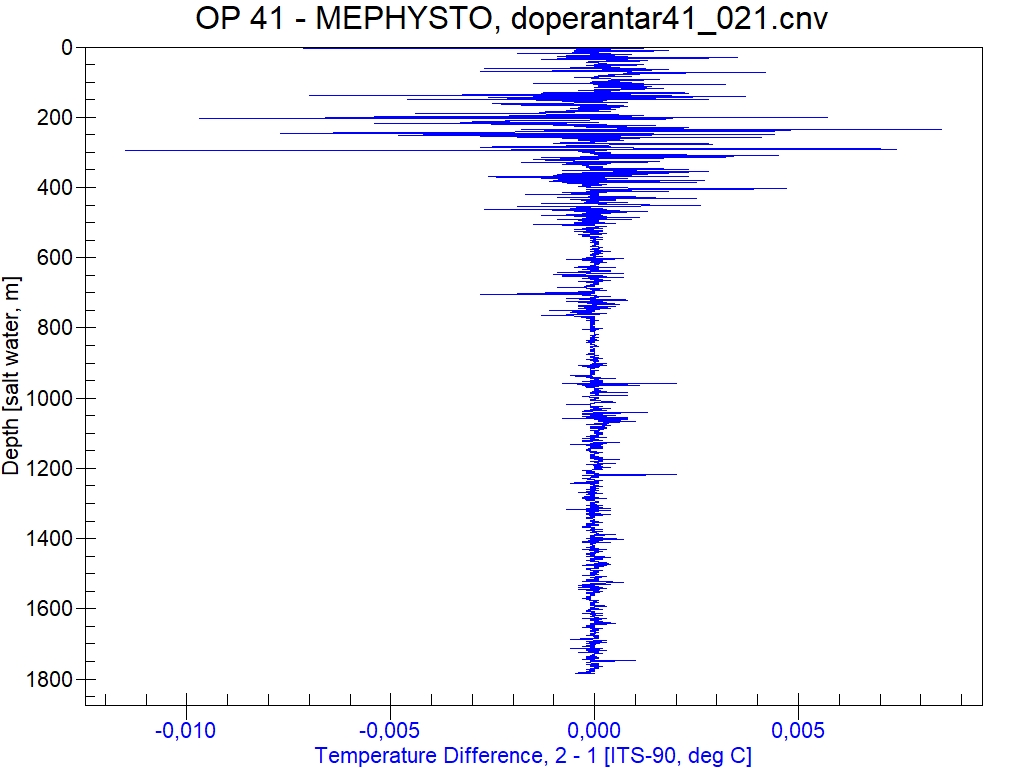 OP 41 - MEPHYSTO, doperantar41_021.cnv
0
200
400
600
800
1000
1200
1400
1600
1800
Depth [salt water, m]
-0,010 -0,005 0,000 0,005
Temperature Difference, 2 - 1 [ITS-90, deg C]